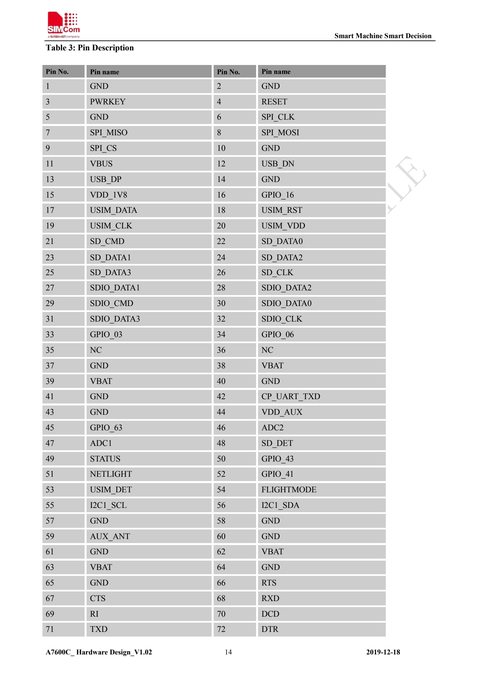 SIMCom
Smart Machine Smart Decision
Table 3: Pin Description
Pin No. Pin name Pin No. Pin name
1 GND 2 GND
3 PWRKEY 4 RESET
5 GND 6 SPI_CLK
7 SPI_MISO 8 SPI_MOSI
9 SPI_CS 10 GND
11 VBUS 12 USB_DN
13 USB_DP 14 GND
15 VDD_1V8 16 GPIO_16
17 USIM_DATA 18 USIM_RST
19 USIM_CLK 20 USIM_VDD
21 SD_CMD 22 SD_DATA0
23 SD_DATA1 24 SD_DATA2
25 SD_DATA3 26 SD_CLK
27 SDIO_DATA1 28 SDIO_DATA2
29 SDIO_CMD 30 SDIO_DATA0
31 SDIO_DATA3 32 SDIO_CLK
33 GPIO_03 34 GPIO_06
35 NC 36 NC
37 GND 38 VBAT
39 VBAT 40 GND
41 GND 42 CP_UART_TXD
43 GND 44 VDD_AUX
45 GPIO_63 46 ADC2
47 ADC1 48 SD_DET
49 STATUS 50 GPIO_43
51 NETLIGHT 52 GPIO_41
53 USIM_DET 54 FLIGHTMODE
55 I2C1_SCL 56 I2C1_SDA
57 GND 58 GND
59 AUX_ANT 60 GND
61 GND 62 VBAT
63 VBAT 64 GND
65 GND 66 RTS
67 CTS 68 RXD
69 RI 70 DCD
71 TXD 72 DTR
A7600C_ Hardware Design_V1.02 14 2019-12-18